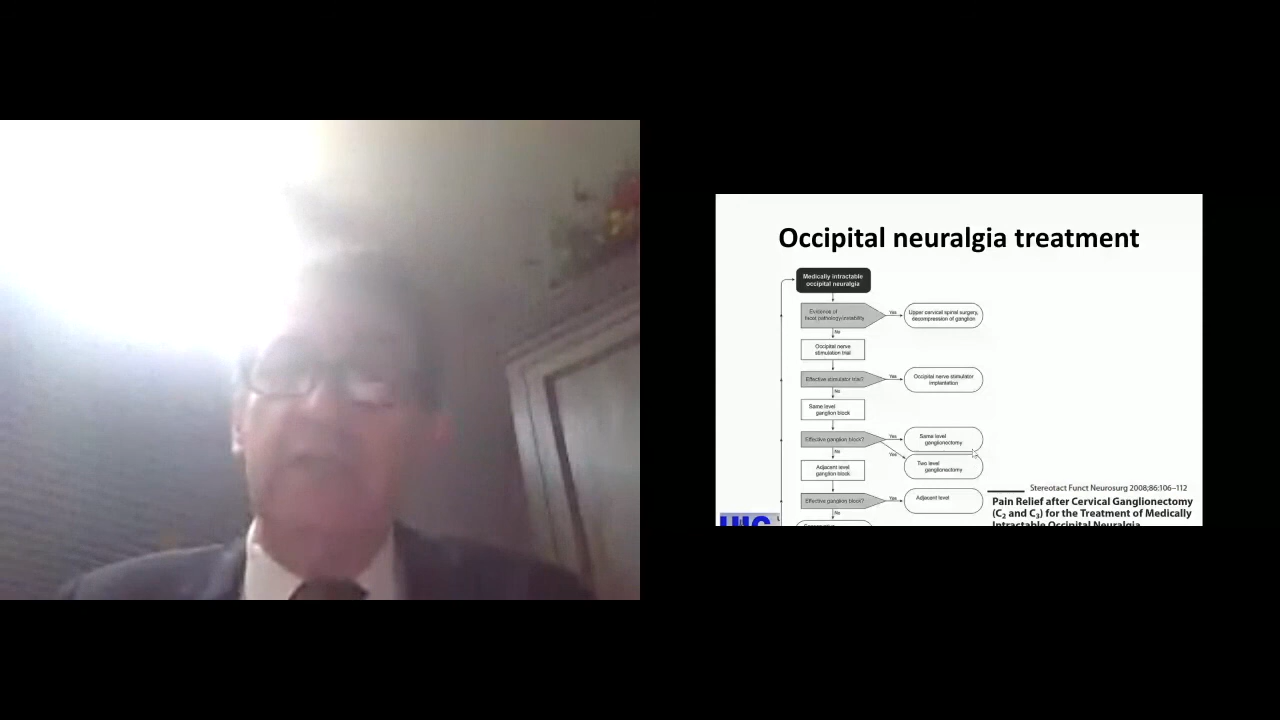 Occipital neuralgia treatment
Medically intractable
occipital neuralgia
Evidence of
focal pathology/instability
Yes
Upper cervical spinal surgery,
decompression of ganglion
No
Occipital nerve
stimulation trial
Effective stimulator trial?
Yes
Occipital nerve stimulator
implantation
No
Same level
ganglion block
Effective ganglion block?
Yes
Same level
ganglionectomy
Yes
Two level
ganglionectomy
No
Adjacent level
ganglion block
Effective ganglion block?
Yes
Adjacent level
No
Stereotact Funct Neurosurg 2008;86:106–112
Pain Relief after Cervical Ganglionectomy
(C2 and C3) for the Treatment of Medically
Intractable Occipital Neuralgia